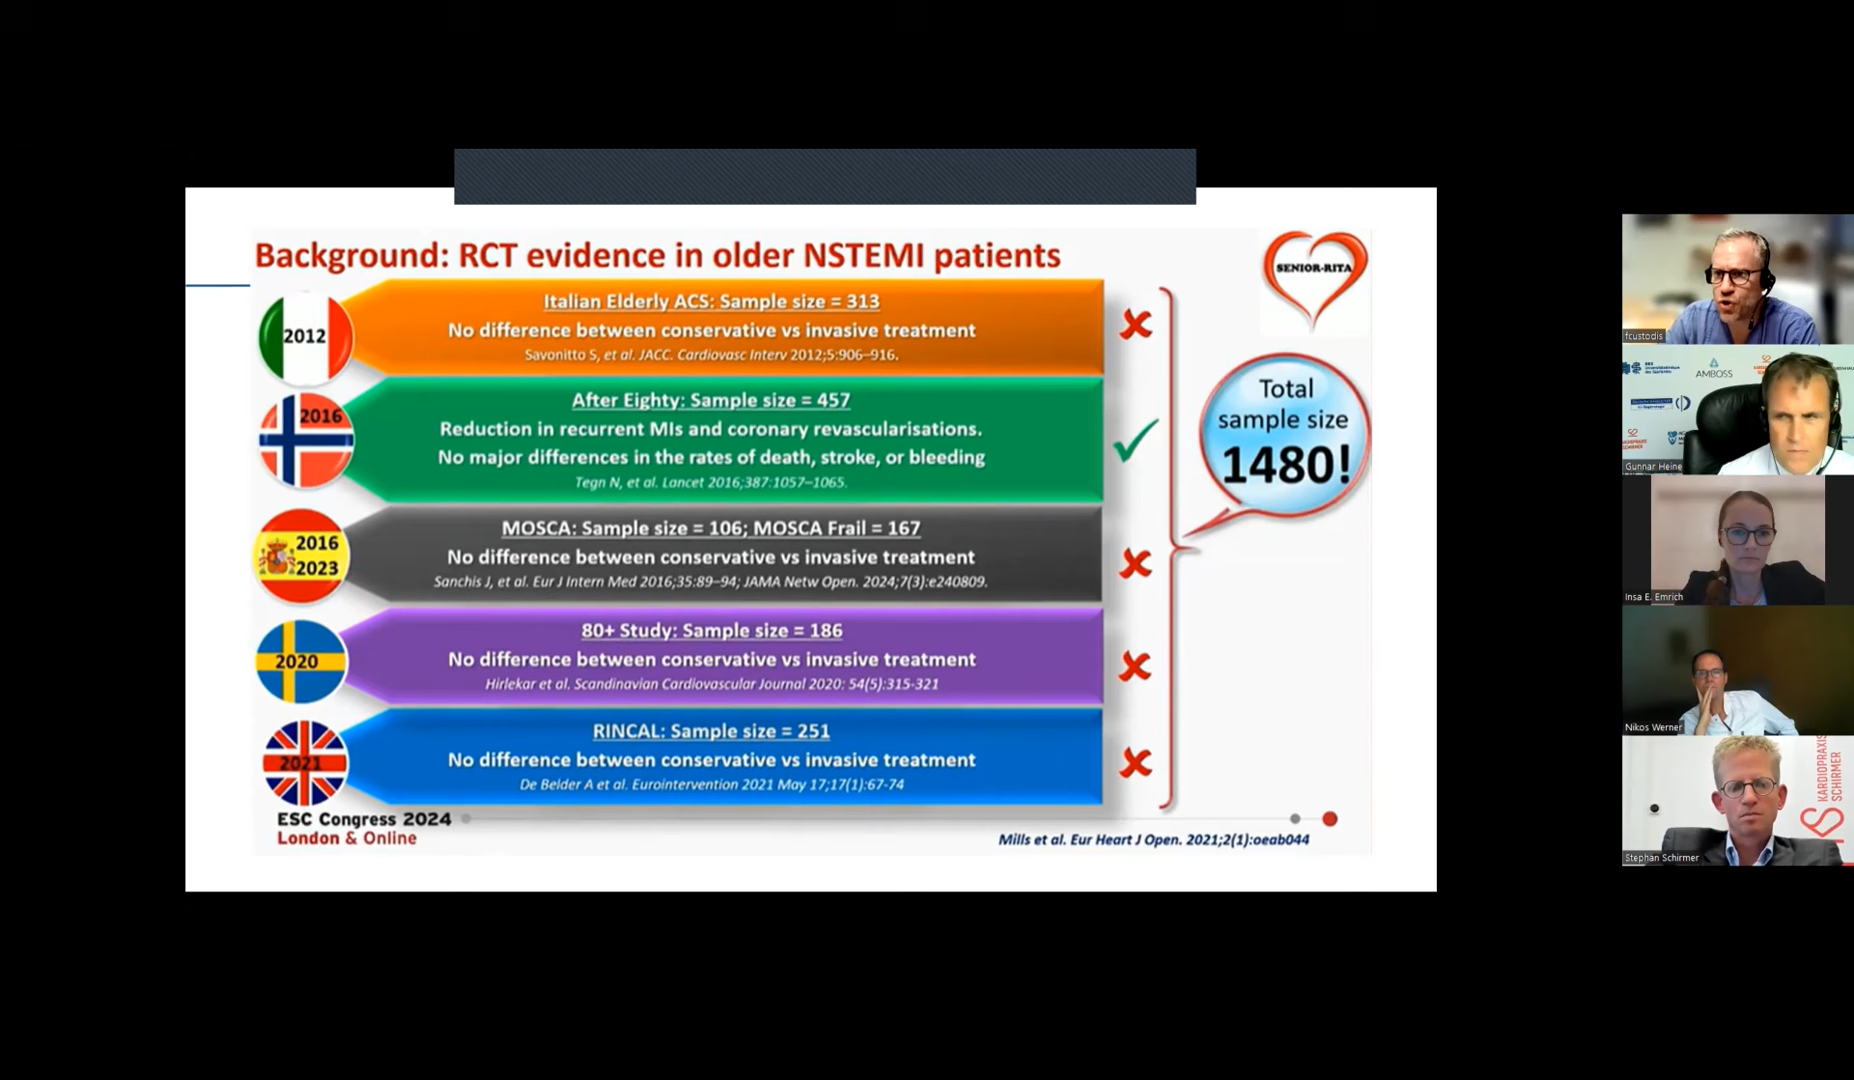 Background: RCT evidence in older NSTEMI patients
SENIOR-RITA
2012
Italian Elderly ACS: Sample size = 313
No difference between conservative vs invasive treatment
Savonitto S, et al. JACC. Cardiovasc Interv 2012;5:906–916.
2016
After Eighty: Sample size = 457
Reduction in recurrent MIs and coronary revascularisations.
No major differences in the rates of death, stroke, or bleeding
Tegn N, et al. Lancet 2016;387:1057–1065.
2016
2023
MOSCA: Sample size = 106; MOSCA Frail = 167
No difference between conservative vs invasive treatment
Sanchis J, et al. Eur J Intern Med 2016;35:89–94; JAMA Netw Open. 2024;7(3):e240809.
2020
80+ Study: Sample size = 186
No difference between conservative vs invasive treatment
Hirlekar et al. Scandinavian Cardiovascular Journal 2020: 54(5):315-321
2021
RINCAL: Sample size = 251
No difference between conservative vs invasive treatment
De Belder A et al. Eurointervention 2021 May 17;17(1):67-74
Total
sample size
1480!
ESC Congress 2024
London & Online
Mills et al. Eur Heart J Open. 2021;2(1):oeab044
fcustodis
AMBOSS
Gunnar Heine
Insa E. Emrich
Nikos Werner
KARDIOPRAXIS
SCHIRMER
Stephan Schirmer